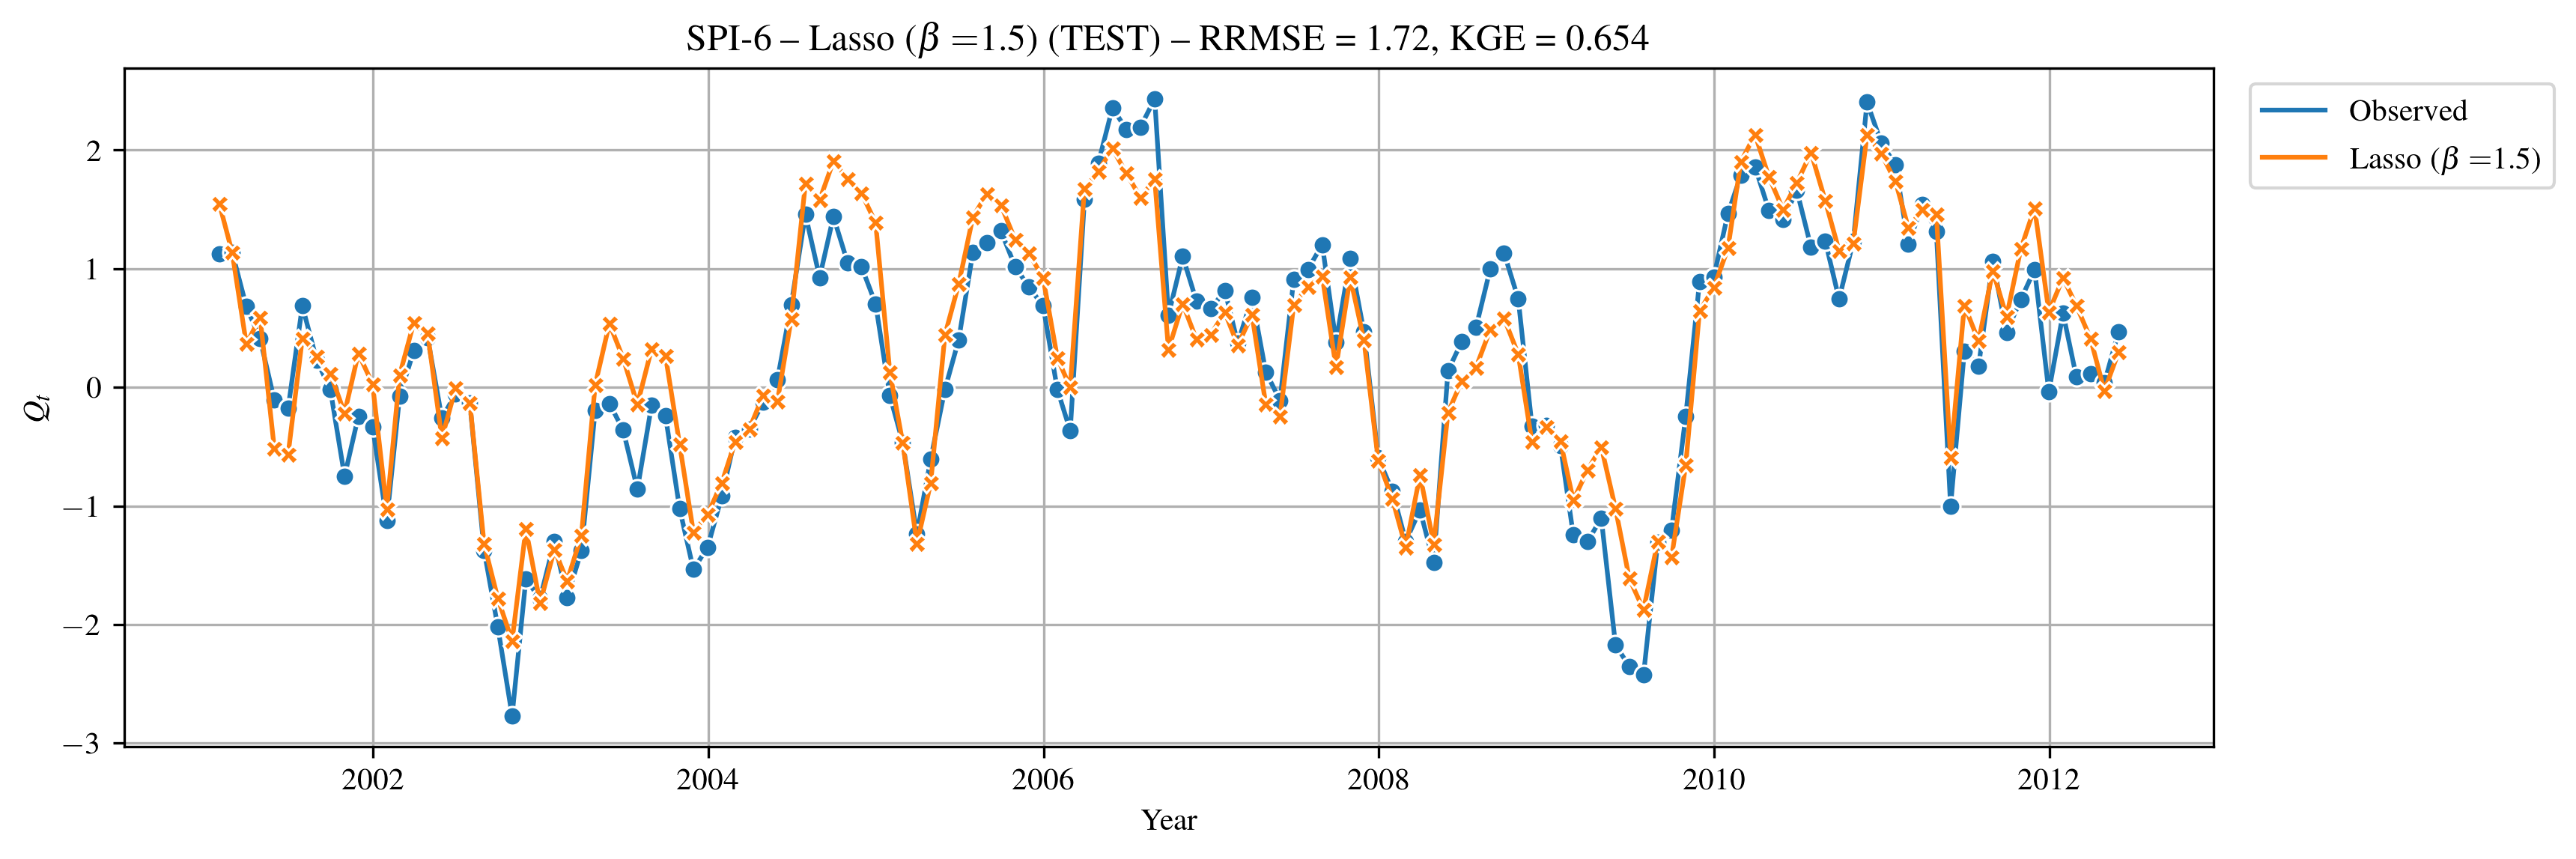 SPI-6 – Lasso (β =1.5) (TEST) – RRMSE = 1.72, KGE = 0.654
Observed
Lasso (β =1.5)
2
1
0
−1
−2
−3
Qt
2002 2004 2006 2008 2010 2012
Year